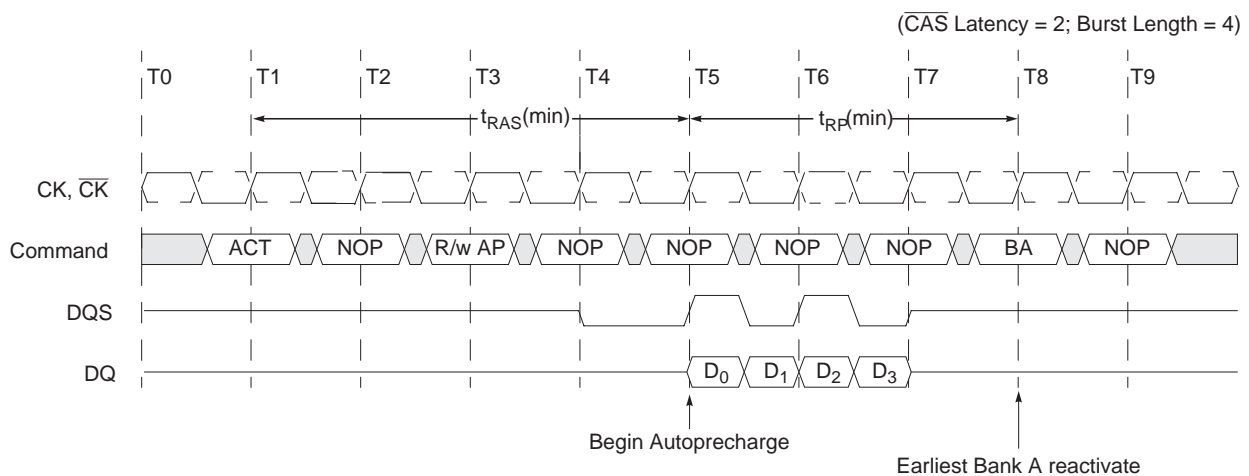 (CAS Latency = 2; Burst Length = 4)
T0 T1 T2 T3 T4 T5 T6 T7 T8 T9
tRAS(min) tRP(min)
CK, CK
Command ACT NOP R/w AP NOP NOP NOP NOP BA NOP
DQS
DQ D0 D1 D2 D3
Begin Autoprecharge
Earliest Bank A reactivate